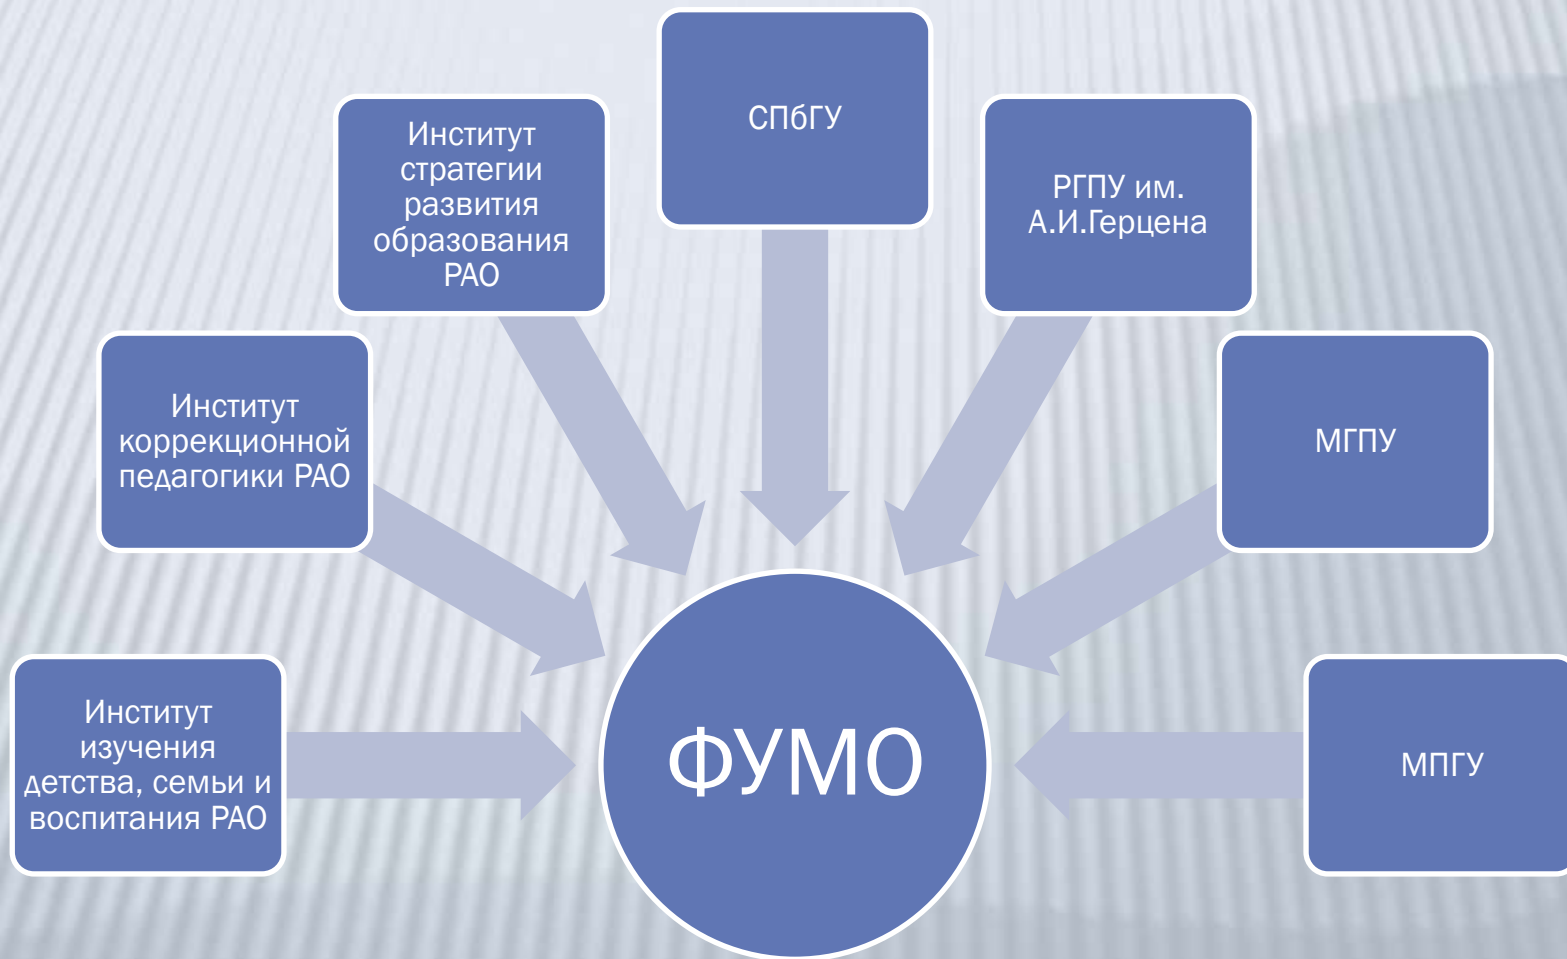 СПбГУ
Институт
стратегии
развития
образования
РАО
РГПУ им.
А.И.Герцена
Институт
коррекционной
педагогики РАО
МГПУ
Институт
изучения
детства, семьи и
воспитания РАО
ФУМО
МПГУ